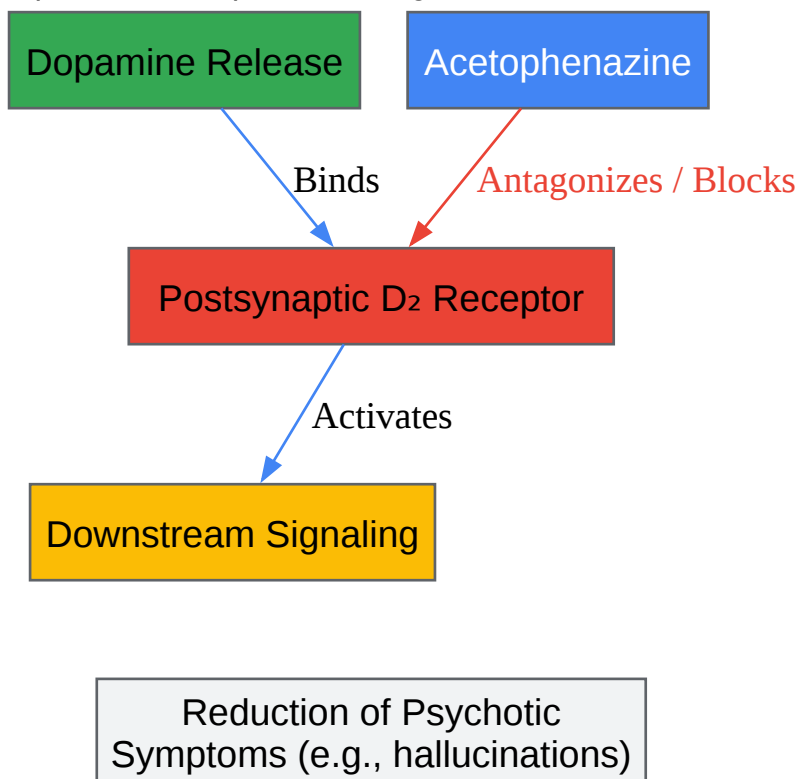 Dopamine Release
Acetophenazine
Binds
Antagonizes / Blocks
Postsynaptic D₂ Receptor
Activates
Downstream Signaling
Reduction of Psychotic
Symptoms (e.g., hallucinations)